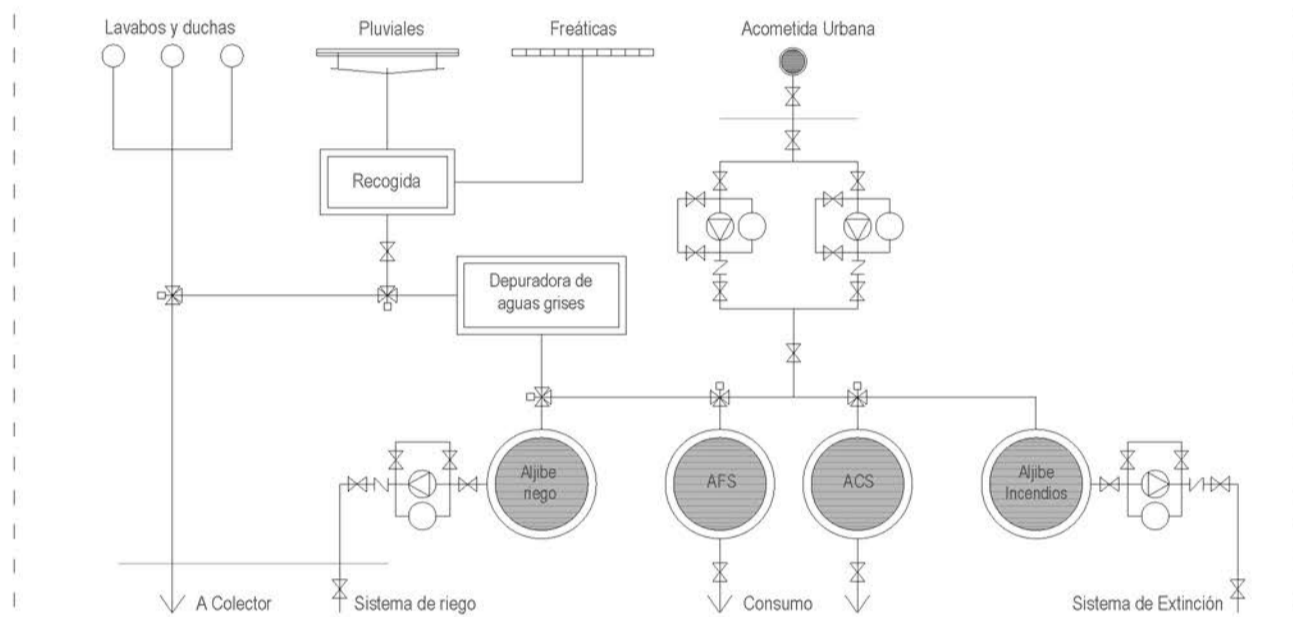 Lavabos y duchas
Pluviales
Freáticas
Acometida Urbana
Recogida
Depuradora de
aguas grises
Aljibe
riego
AFS
ACS
Aljibe
Incendios
A Colector
Sistema de riego
Consumo
Sistema de Extinción